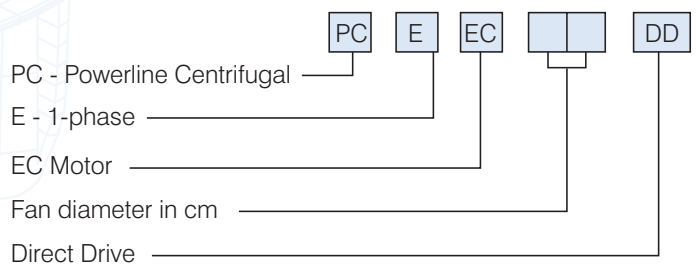 PC E EC DD
PC - Powerline Centrifugal
E - 1-phase
EC Motor
Fan diameter in cm
Direct Drive